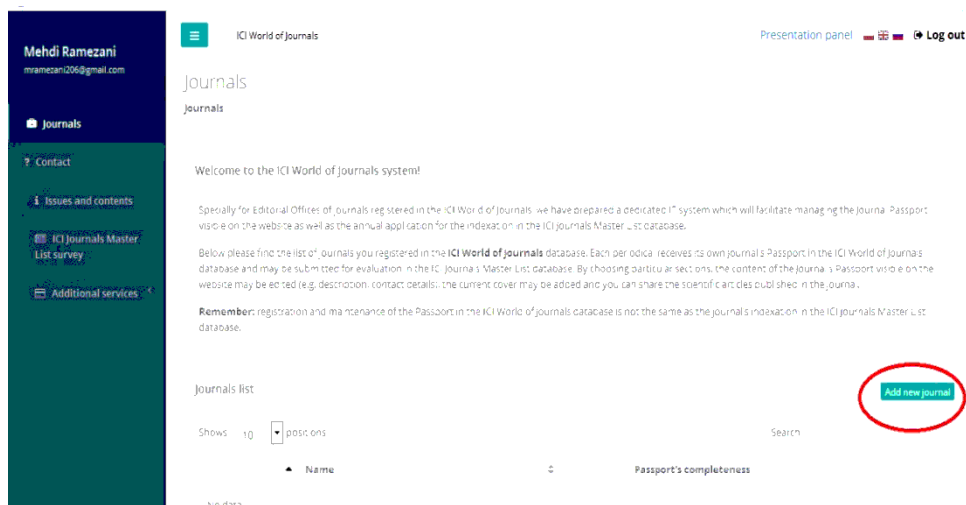 Mehdi Ramezani
mramezani206@gmail.com
Journals
Contact
Issues and contents
ICI Journals Master
List survey
Additional services
ICI World of Journals
Presentation panel
Log out
Journals
Journals
Welcome to the ICI World of Journals system!
Specially for Editorial Offices of journals registered in the ICI World of Journals, we have prepared a dedicated IT system which will facilitate managing the Journal Passport
visible on the website as well as the annual application for the indexation in the ICI Journals Master List database.
Below please find the list of journals you registered in the ICI World of Journals database. Each periodical receives its own Journal's Passport in the ICI World of Journals
database and may be submitted for evaluation in the ICI Journals Master List database. By choosing particular sections, the content of the Journal's Passport visible on the
website may be edited (e.g. description, contact details), the current cover may be added and you can share the scientific articles published in the journal.
Remember: registration and maintenance of the Passport in the ICI World of Journals database is not the same as the journal's indexation in the ICI Journals Master List
database.
Journals list
Add new journal
Shows 10 positions
Search
Name
Passport's completeness
No data